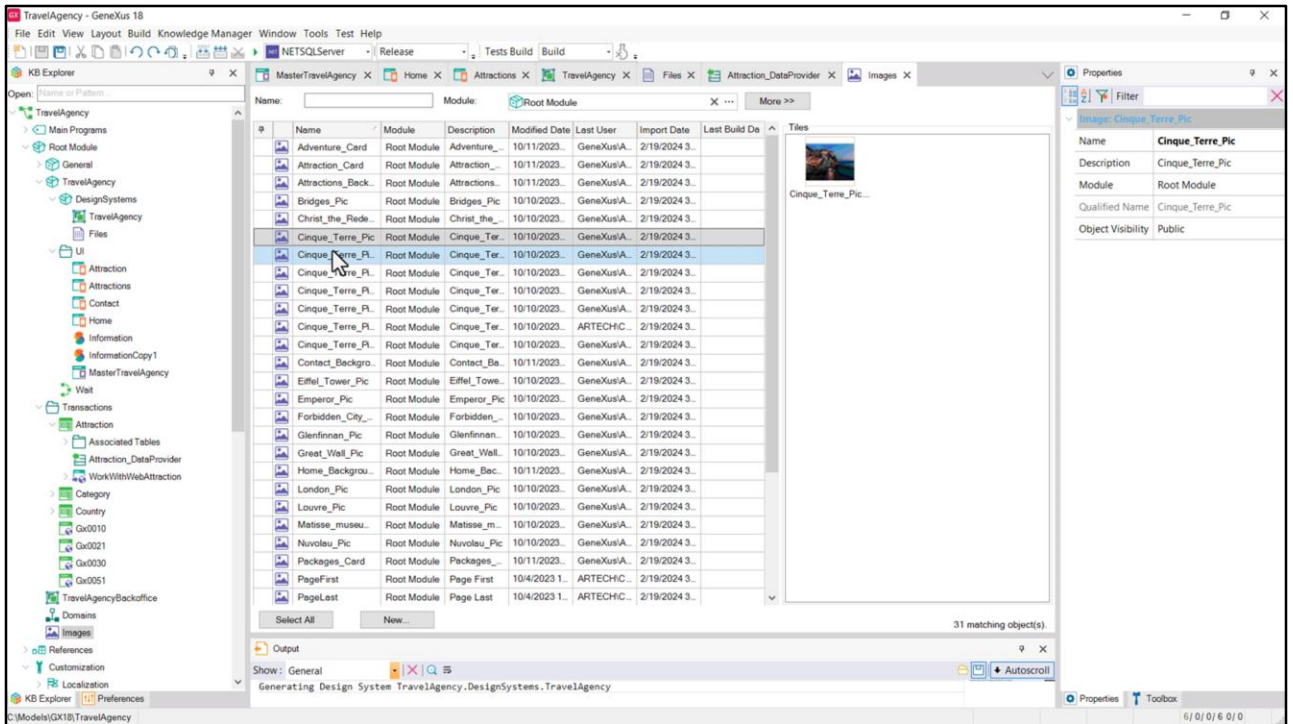 GX TravelAgency - GeneXus 18
File Edit View Layout Build Knowledge Manager Window Tools Test Help
NETSQLServer Release Tests Build Build
KB Explorer
Open: Name or Pattern...
TravelAgency
Main Programs
Root Module
General
TravelAgency
DesignSystems
TravelAgency
Files
UI
Attraction
Attractions
Contact
Home
Information
InformationCopy1
MasterTravelAgency
Wait
Transactions
Attraction
Associated Tables
Attraction_DataProvider
WorkWithWebAttraction
Category
Country
Gx0010
Gx0021
Gx0030
Gx0051
TravelAgencyBackoffice
Domains
Images
References
Customization
Localization
KB Explorer Preferences
C:\Models\GX18\TravelAgency
MasterTravelAgency X Home X Attractions X TravelAgency X Files X Attraction_DataProvider X Images X
Name: Module: Root Module X ... More >>
Name Module Description Modified Date Last User Import Date Last Build Da
Adventure_Card Root Module Adventure_... 10/11/2023... GeneXus\A... 2/19/2024 3...
Attraction_Card Root Module Attraction_... 10/11/2023... GeneXus\A... 2/19/2024 3...
Attractions_Back... Root Module Attractions... 10/11/2023... GeneXus\A... 2/19/2024 3...
Bridges_Pic Root Module Bridges_Pic 10/10/2023... GeneXus\A... 2/19/2024 3...
Christ_the_Rede... Root Module Christ_the_... 10/10/2023... GeneXus\A... 2/19/2024 3...
Cinque_Terre_Pic Root Module Cinque_Ter... 10/10/2023... GeneXus\A... 2/19/2024 3...
Cinque_Terre_Pi... Root Module Cinque_Ter... 10/10/2023... GeneXus\A... 2/19/2024 3...
Cinque_Terre_Pi... Root Module Cinque_Ter... 10/10/2023... GeneXus\A... 2/19/2024 3...
Cinque_Terre_Pi... Root Module Cinque_Ter... 10/10/2023... GeneXus\A... 2/19/2024 3...
Cinque_Terre_Pi... Root Module Cinque_Ter... 10/10/2023... GeneXus\A... 2/19/2024 3...
Cinque_Terre_Pi... Root Module Cinque_Ter... 10/10/2023... ARTECH\C... 2/19/2024 3...
Cinque_Terre_Pi... Root Module Cinque_Ter... 10/10/2023... GeneXus\A... 2/19/2024 3...
Contact_Backgro... Root Module Contact_Ba... 10/11/2023... GeneXus\A... 2/19/2024 3...
Eiffel_Tower_Pic Root Module Eiffel_Towe... 10/10/2023... GeneXus\A... 2/19/2024 3...
Emperor_Pic Root Module Emperor_Pic 10/10/2023... GeneXus\A... 2/19/2024 3...
Forbidden_City_... Root Module Forbidden_... 10/10/2023... GeneXus\A... 2/19/2024 3...
Glenfinnan_Pic Root Module Glenfinnan... 10/10/2023... GeneXus\A... 2/19/2024 3...
Great_Wall_Pic Root Module Great_Wall... 10/10/2023... GeneXus\A... 2/19/2024 3...
Home_Backgrou... Root Module Home_Bac... 10/11/2023... GeneXus\A... 2/19/2024 3...
London_Pic Root Module London_Pic 10/10/2023... GeneXus\A... 2/19/2024 3...
Louvre_Pic Root Module Louvre_Pic 10/10/2023... GeneXus\A... 2/19/2024 3...
Matisse_museu... Root Module Matisse_m... 10/10/2023... GeneXus\A... 2/19/2024 3...
Nuvolau_Pic Root Module Nuvolau_Pic 10/10/2023... GeneXus\A... 2/19/2024 3...
Packages_Card Root Module Packages_... 10/11/2023... GeneXus\A... 2/19/2024 3...
PageFirst Root Module Page First 10/4/2023 1... ARTECH\C... 2/19/2024 3...
PageLast Root Module Page Last 10/4/2023 1... ARTECH\C... 2/19/2024 3...
Tiles
Cinque_Terre_Pic...
Select All New... 31 matching object(s).
Output
Show: General Autoscroll
Generating Design System TravelAgency.DesignSystems.TravelAgency
Properties
Filter
Image: Cinque_Terre_Pic
Name Cinque_Terre_Pic
Description Cinque_Terre_Pic
Module Root Module
Qualified Name Cinque_Terre_Pic
Object Visibility Public
Properties Toolbox
6/ 0/ 0/ 6 0/ 0